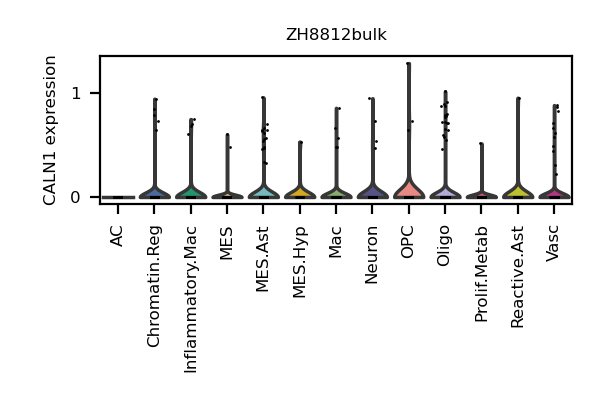 ZH8812bulk
CALN1 expression
1
0
AC
Chromatin.Reg
Inflammatory.Mac
MES
MES.Ast
MES.Hyp
Mac
Neuron
OPC
Oligo
Prolif.Metab
Reactive.Ast
Vasc